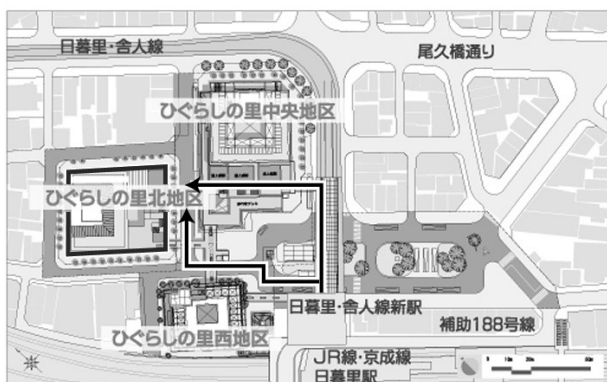 日暮里・舎人線
尾久橋通り
ひぐらしの里中央地区
ひぐらしの里北地区
日暮里・舎人線新駅
ひぐらしの里西地区
補助188号線
JR線・京成線
日暮里駅